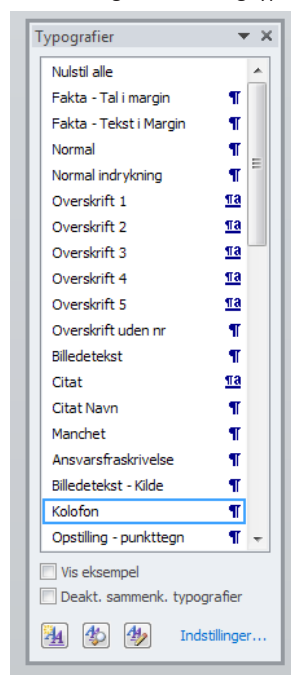 Typografier
Nulstil alle
Fakta - Tal i margin
Fakta - Tekst i Margin
Normal
Normal indrykning
Overskrift 1
Overskrift 2
Overskrift 3
Overskrift 4
Overskrift 5
Overskrift uden nr
Billedetekst
Citat
Citat Navn
Manchet
Ansvarsfraskrivelse
Billedetekst - Kilde
Kolofon
Opstilling - punkttegn
Vis eksempel
Deakt. sammenk. typografier
Indstillinger...